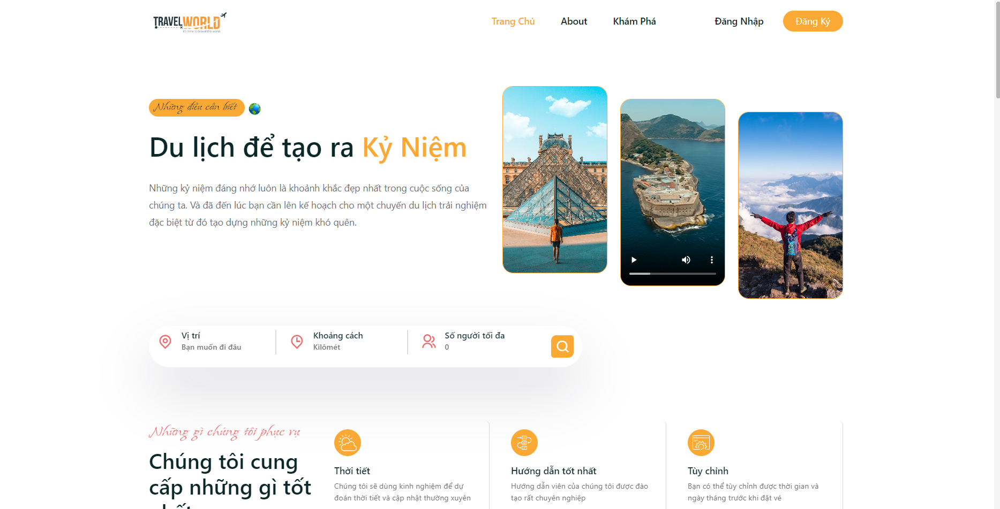 TRAVELWORLD
It's time to travel the world
Trang Chủ
About
Khám Phá
Đăng Nhập
Đăng Ký
Những điều cần biết
Du lịch để tạo ra Kỷ Niệm
Những kỷ niệm đáng nhớ luôn là khoảnh khắc đẹp nhất trong cuộc sống của
chúng ta. Và đã đến lúc bạn cần lên kế hoạch cho một chuyến du lịch trải nghiệm
đặc biệt từ đó tạo dựng những kỷ niệm khó quên.
Vị trí
Bạn muốn đi đâu
Khoảng cách
Kilômét
Số người tối đa
0
Những gì chúng tôi phục vụ
Chúng tôi cung
cấp những gì tốt
nhất
Thời tiết
Chúng tôi sẽ dùng kinh nghiệm để dự
đoán thời tiết và cập nhật thường xuyên
Hướng dẫn tốt nhất
Hướng dẫn viên của chúng tôi được đào
tạo rất chuyên nghiệp
Tùy chỉnh
Bạn có thể tùy chỉnh được thời gian và
ngày tháng trước khi đặt vé